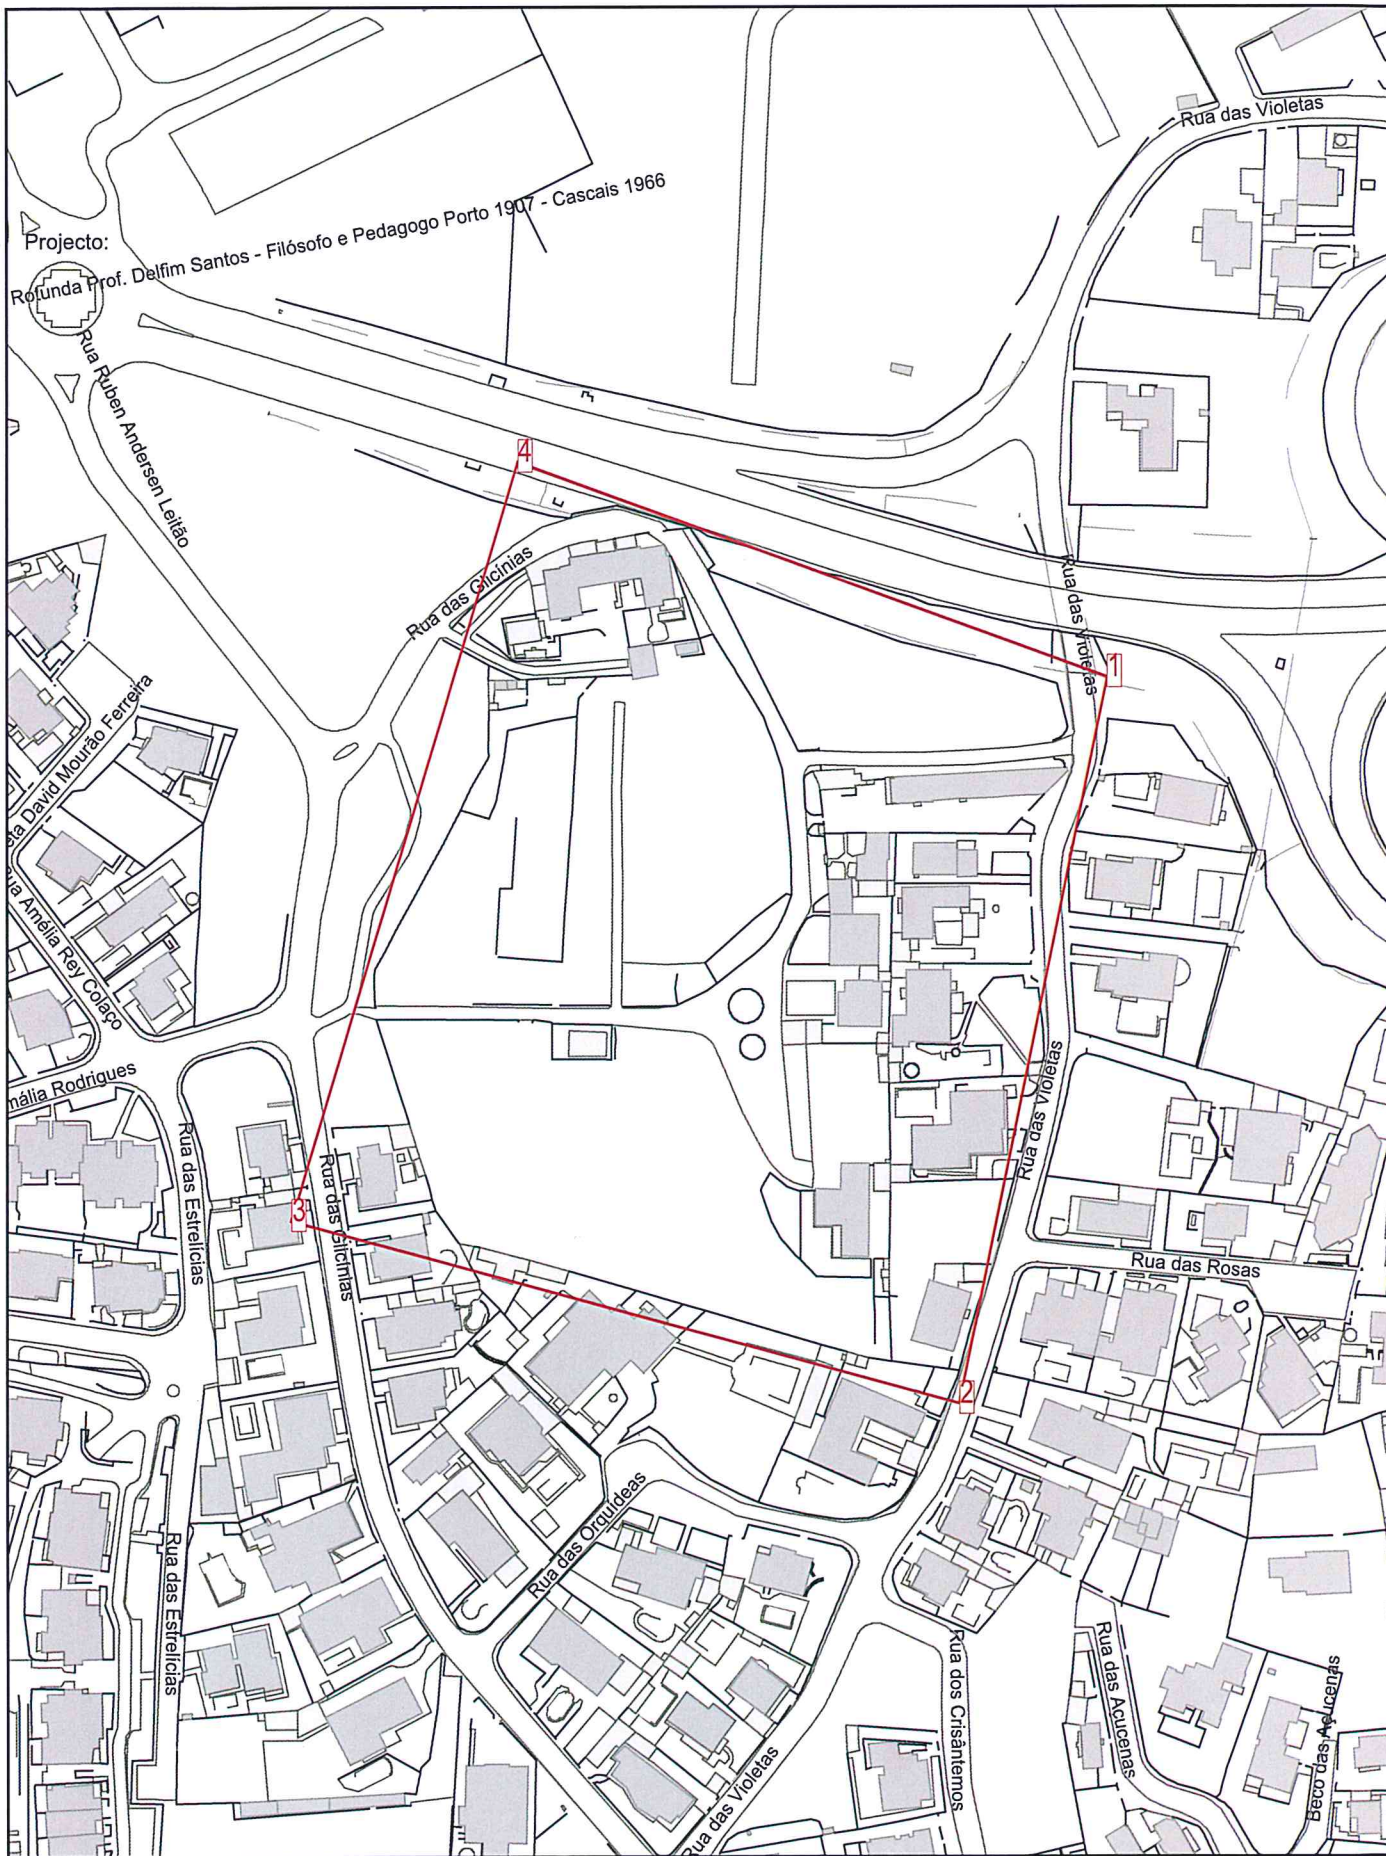 Rua das Violetas
Projecto:
Rotunda Prof. Delfim Santos - Filósofo e Pedagogo Porto 1907 - Cascais 1966
Rua Ruben Andersen Leitão
4
Rua das Glicínias
Rua das Violetas
1
eta David Mourão Ferreira
ua Amélia Rey Colaço
mália Rodrigues
Rua das Violetas
Rua das Estrelícias
Rua das Glicínias
3
Rua das Rosas
2
Rua das Orquídeas
Rua das Estrelícias
Rua dos Crisântemos
Rua das Acucenas
Beco das Açucenas
Rua das Violetas